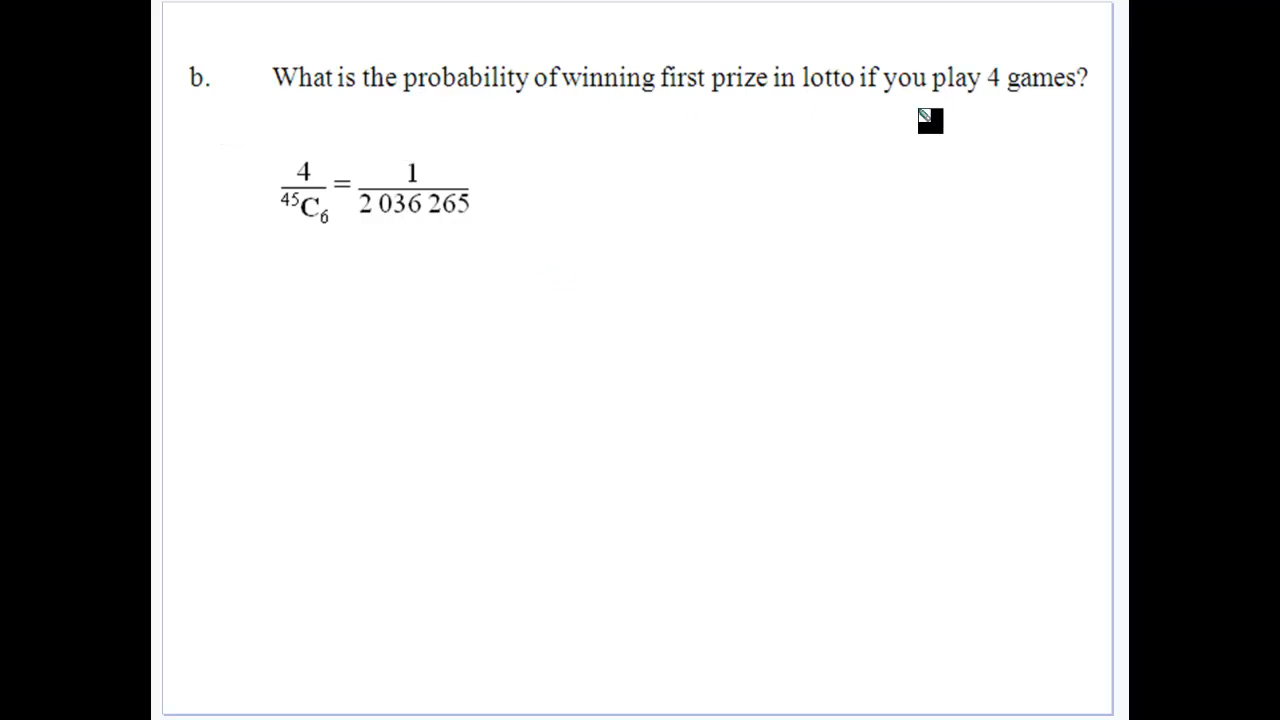 b. What is the probability of winning first prize in lotto if you play 4 games?
4/⁴⁵C₆ = 1/2 036 265